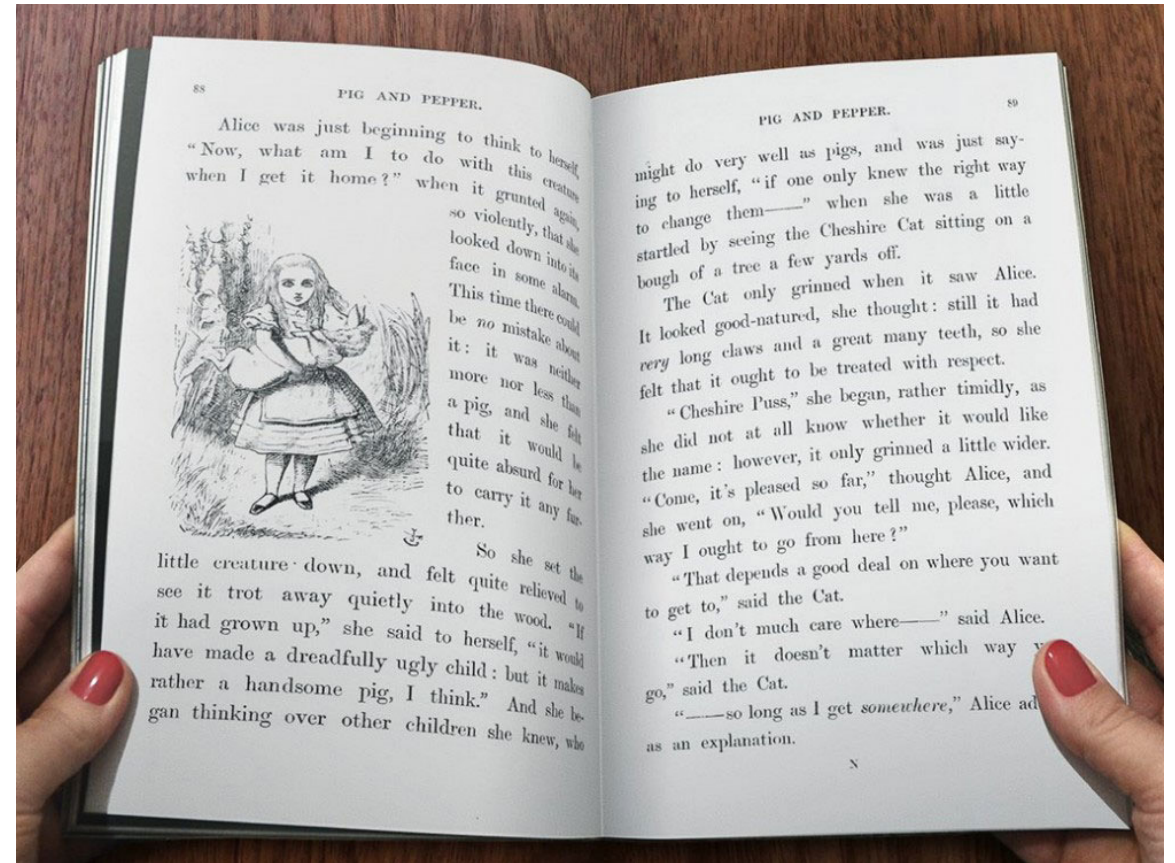 88
PIG AND PEPPER.
Alice was just beginning to think to herself,
“Now, what am I to do with this creature
when I get it home?” when it grunted again,
so violently, that she
looked down into its
face in some alarm.
This time there could
be no mistake about
it: it was neither
more nor less than
a pig, and she felt
that it would be
quite absurd for her
to carry it any fur-
ther.
So she set the
little creature down, and felt quite relieved to
see it trot away quietly into the wood. “If
it had grown up,” she said to herself, “it would
have made a dreadfully ugly child: but it makes
rather a handsome pig, I think.” And she be-
gan thinking over other children she knew, who
PIG AND PEPPER.
89
might do very well as pigs, and was just say-
ing to herself, “if one only knew the right way
to change them——” when she was a little
startled by seeing the Cheshire Cat sitting on a
bough of a tree a few yards off.
The Cat only grinned when it saw Alice.
It looked good-natured, she thought: still it had
very long claws and a great many teeth, so she
felt that it ought to be treated with respect.
“Cheshire Puss,” she began, rather timidly, as
she did not at all know whether it would like
the name: however, it only grinned a little wider.
“Come, it’s pleased so far,” thought Alice, and
she went on, “Would you tell me, please, which
way I ought to go from here?”
“That depends a good deal on where you want
to get to,” said the Cat.
“I don’t much care where——” said Alice.
“Then it doesn’t matter which way
go,” said the Cat.
“——so long as I get somewhere,” Alice
as an explanation.
N